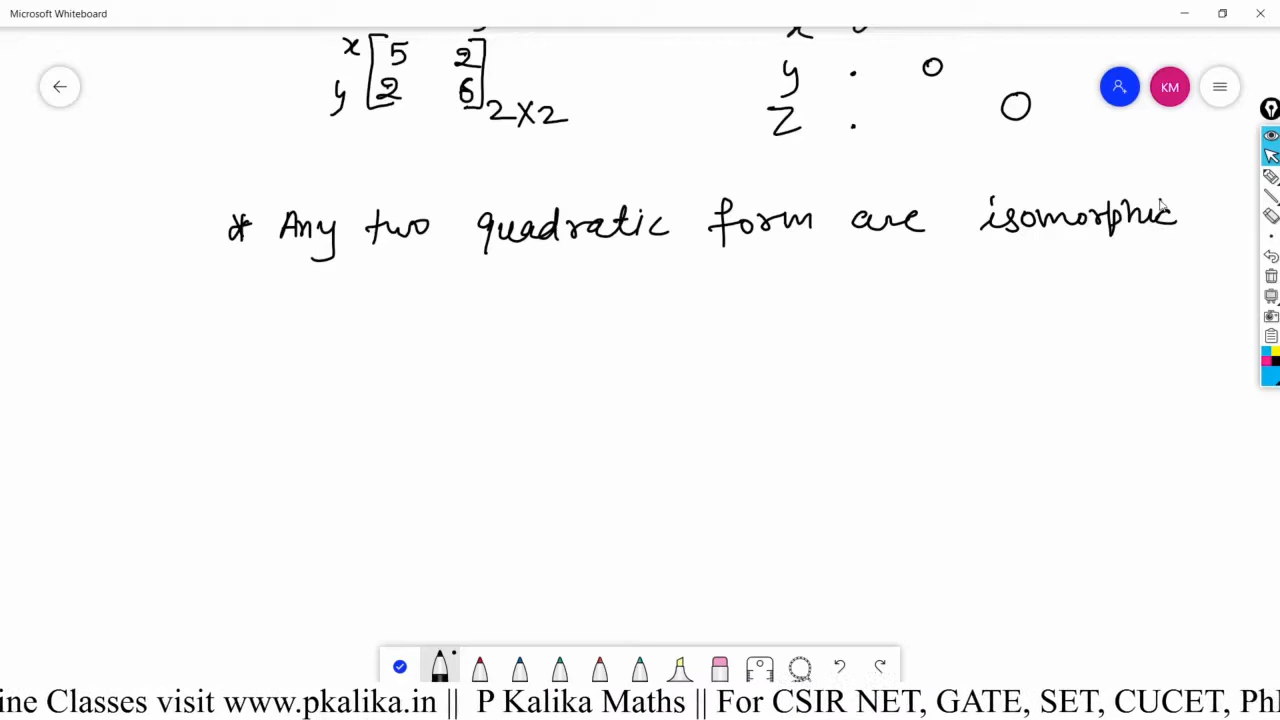 Microsoft Whiteboard
x [5 2]
y [2 6] 2×2
x
y . 0
z . 0
KM
* Any two quadratic form are isomorphic
ine Classes visit www.pkalika.in || P Kalika Maths || For CSIR NET, GATE, SET, CUCET, Ph